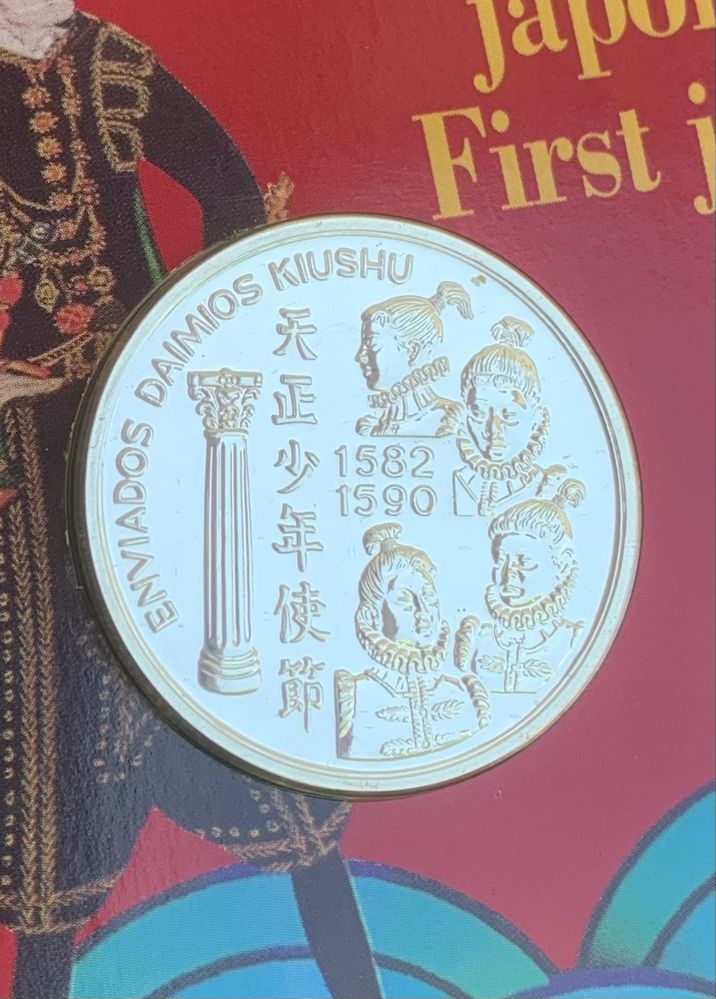 japon
First j
ENVIADOS DAIMIOS KIUSHU
天正少年使節
1582
1590